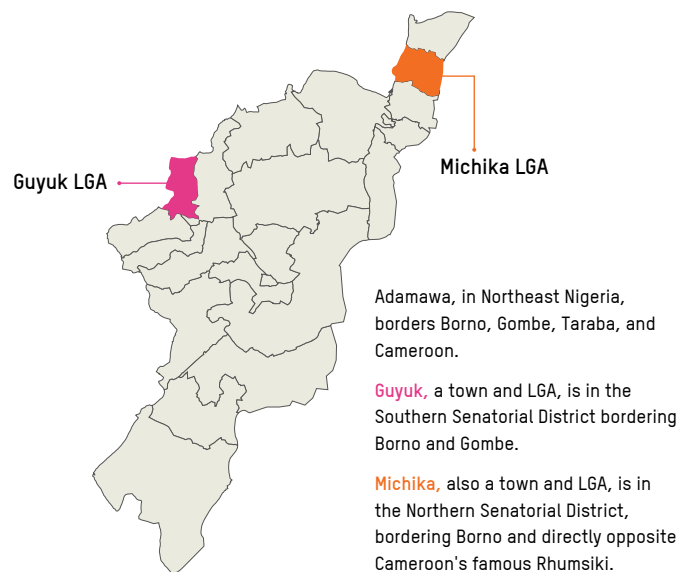 Guyuk LGA
Michika LGA
Adamawa, in Northeast Nigeria,
borders Borno, Gombe, Taraba, and
Cameroon.
Guyuk, a town and LGA, is in the
Southern Senatorial District bordering
Borno and Gombe.
Michika, also a town and LGA, is in
the Northern Senatorial District,
bordering Borno and directly opposite
Cameroon's famous Rhumsiki.